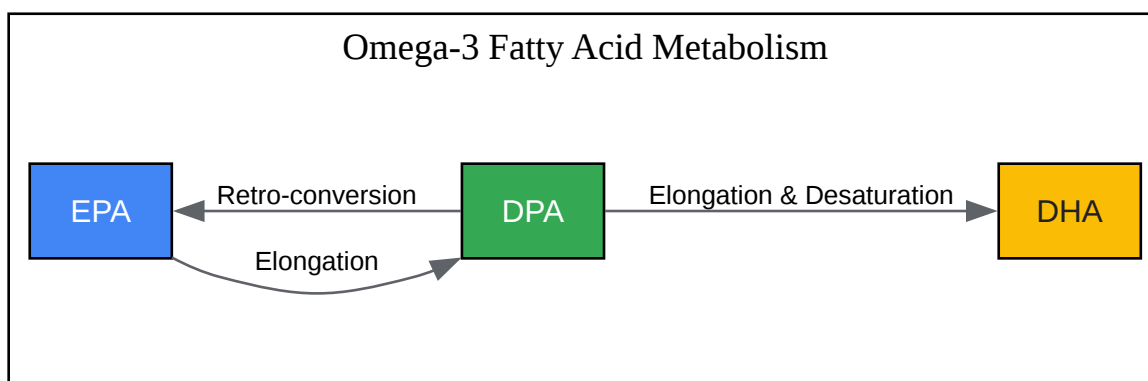 Omega-3 Fatty Acid Metabolism
EPA
Retro-conversion
DPA
Elongation & Desaturation
DHA
Elongation